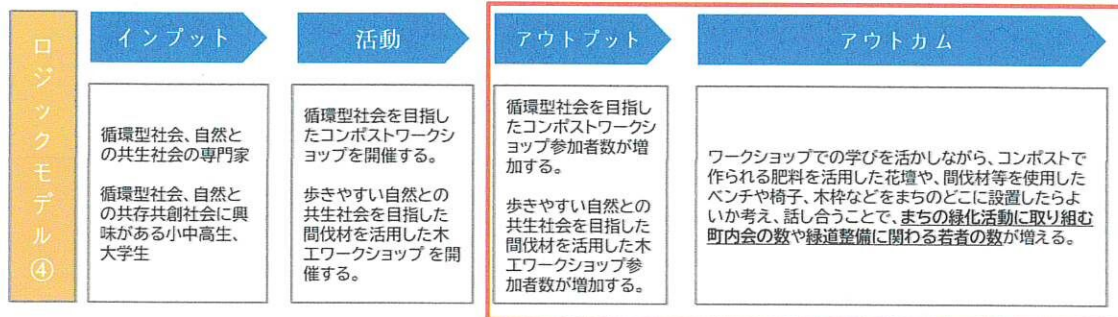 ロジックモデル④
インプット
活動
アウトプット
アウトカム
循環型社会、自然と
の共生社会の専門家
循環型社会、自然と
の共存共創社会に興
味がある小中高生、
大学生
循環型社会を目指し
たコンポストワークシ
ョップを開催する。
歩きやすい自然との
共生社会を目指した
間伐材を活用した木
工ワークショップ を開
催する。
循環型社会を目指し
たコンポストワークシ
ョップ参加者数が増
加する。
歩きやすい自然との
共生社会を目指した
間伐材を活用した木
工ワークショップ参
加者数が増加する。
ワークショップでの学びを活かしながら、コンポストで
作られる肥料を活用した花壇や、間伐材等を使用した
ベンチや椅子、木枠などをまちのどこに設置したらよ
いか考え、話し合うことで、まちの緑化活動に取り組む
町内会の数や緑道整備に関わる若者の数が増える。